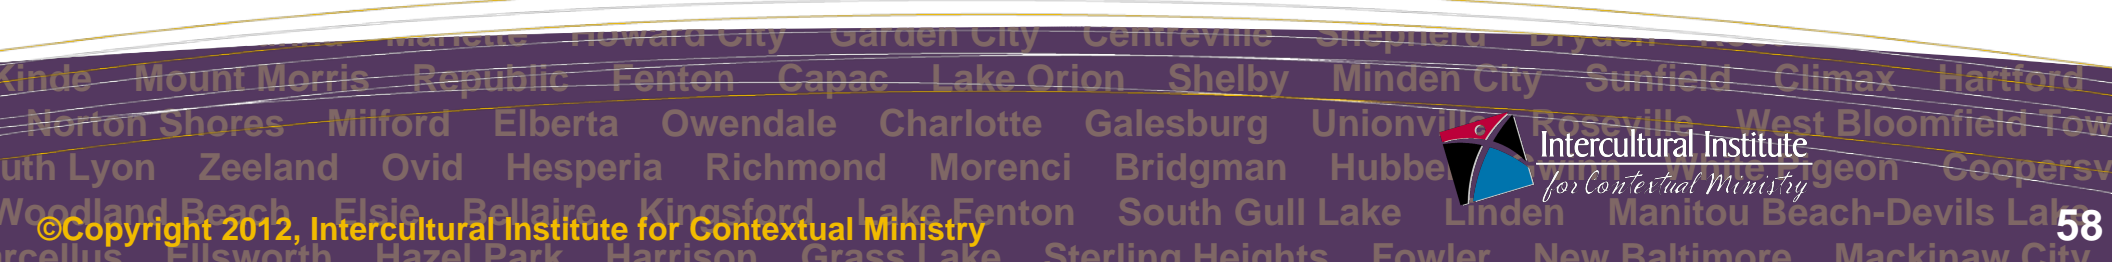 Mariette Howard City Garden City Centreville Shepherd Dryden
Kinde Mount Morris Republic Fenton Capac Lake Orion Shelby Minden City Sunfield Climax Hartford
Norton Shores Milford Elberta Owendale Charlotte Galesburg Unionville Roseville West Bloomfield Tow
Intercultural Institute
uth Lyon Zeeland Ovid Hesperia Richmond Morenci Bridgman Hubbe White Pigeon Coopersv
for Contextual Ministry
Woodland Beach Elsie Bellaire Kingsford Lake Fenton South Gull Lake Linden Manitou Beach-Devils Lake
©Copyright 2012, Intercultural Institute for Contextual Ministry
58
rcellus Ellsworth Hazel Park Harrison Grass Lake Sterling Heights Fowler New Baltimore Mackinaw City